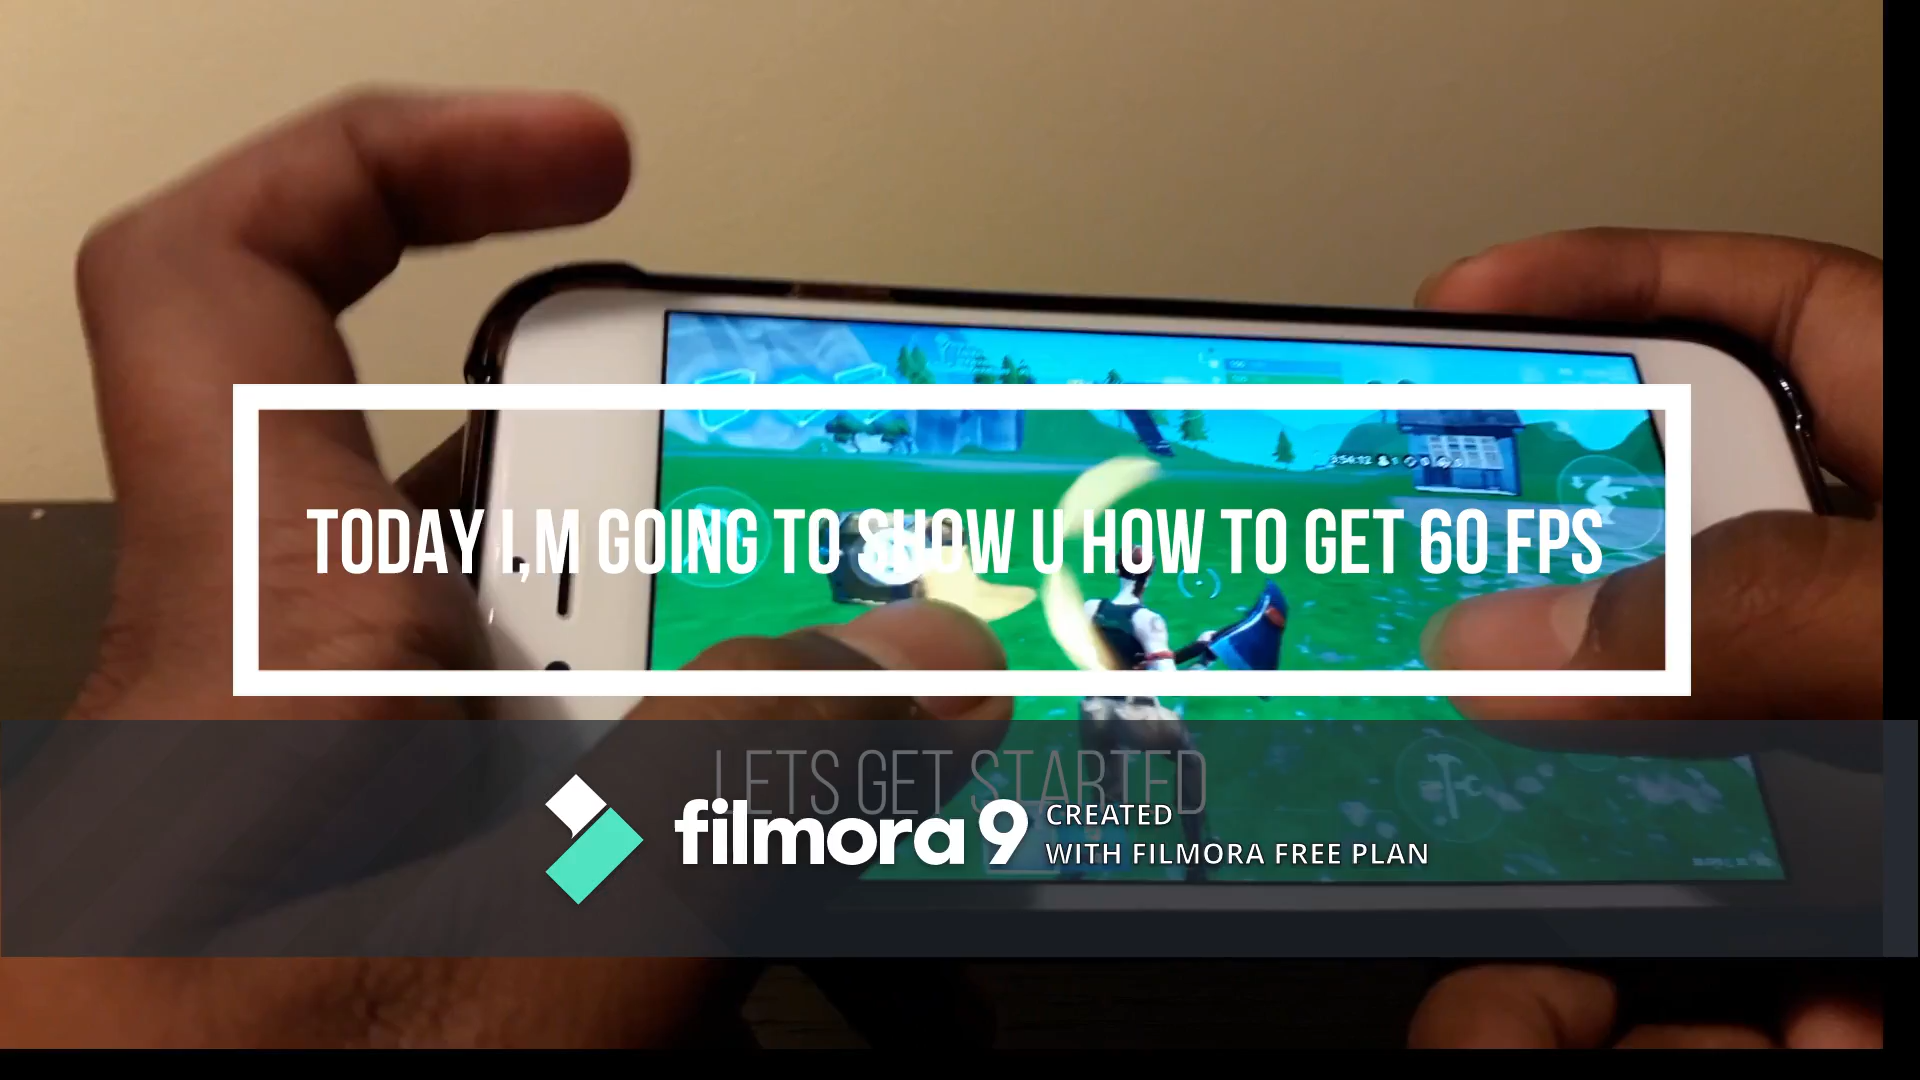 TODAY I,M GOING TO SHOW U HOW TO GET 60 FPS
LETS GET STARTED
filmora 9
CREATED
WITH FILMORA FREE PLAN